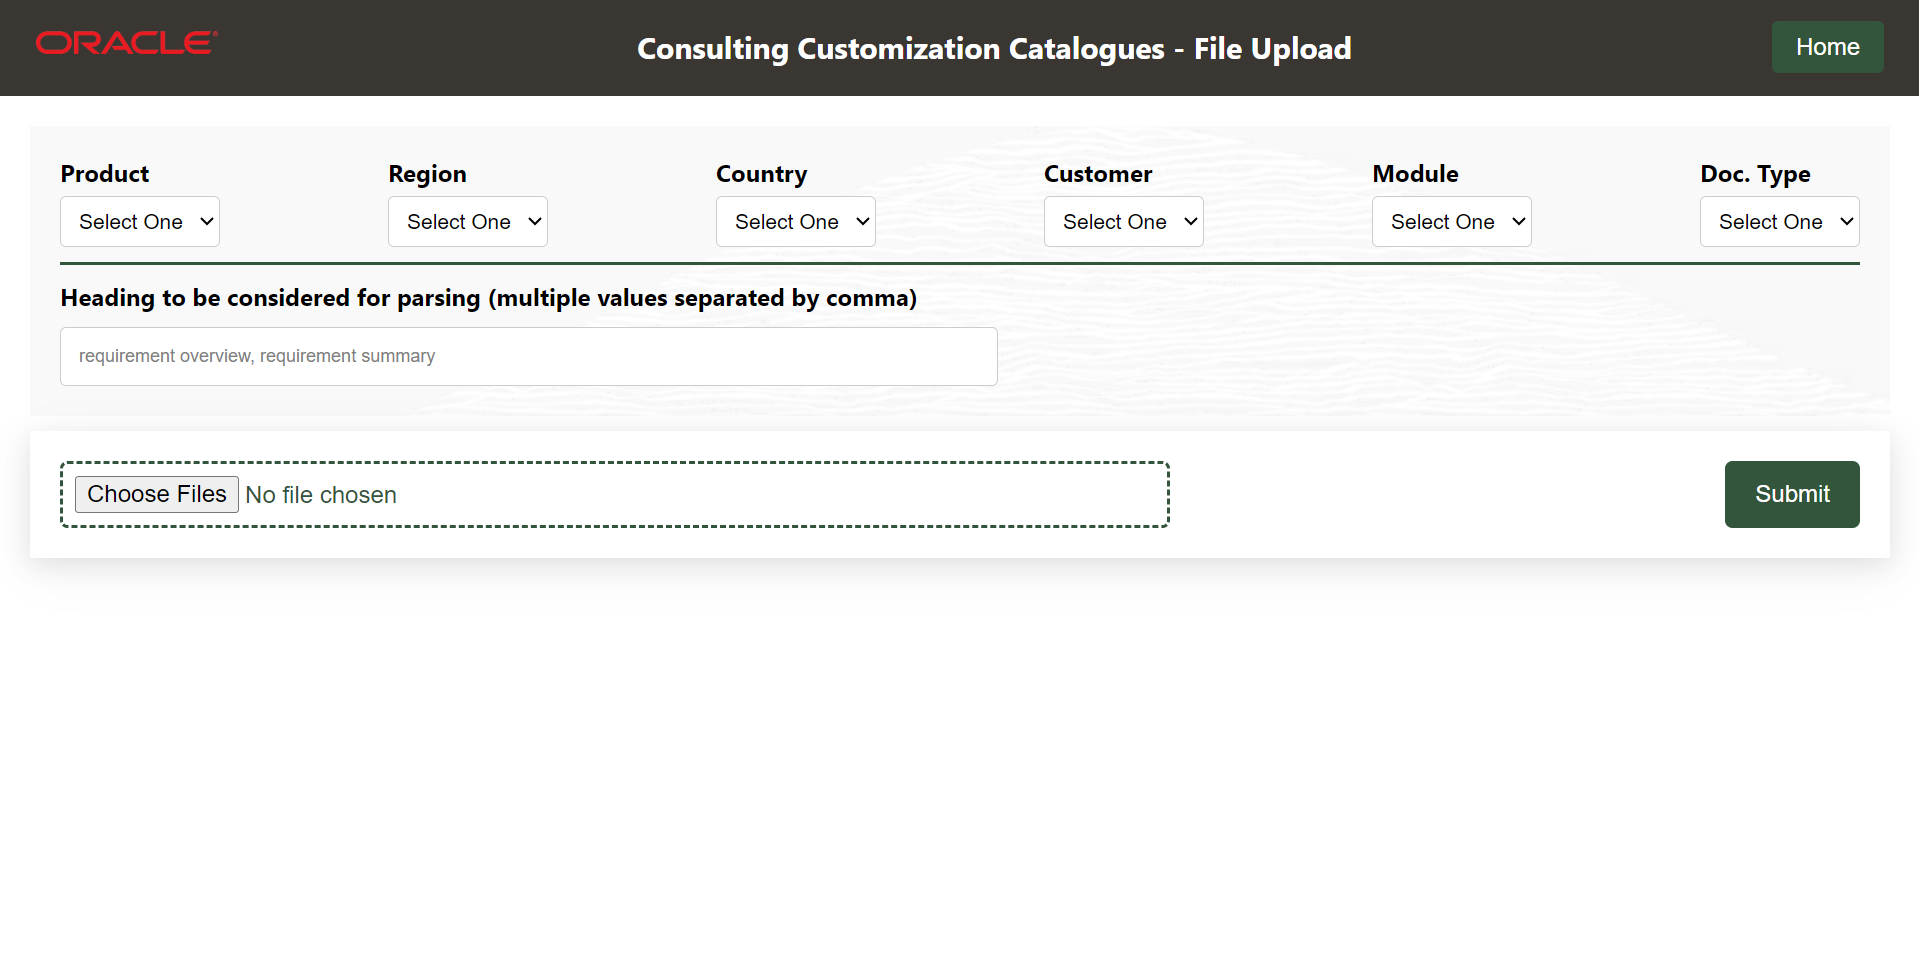 ORACLE®
Consulting Customization Catalogues - File Upload
Home
Product
Region
Country
Customer
Module
Doc. Type
Select One
Select One
Select One
Select One
Select One
Select One
Heading to be considered for parsing (multiple values separated by comma)
requirement overview, requirement summary
Choose Files No file chosen
Submit